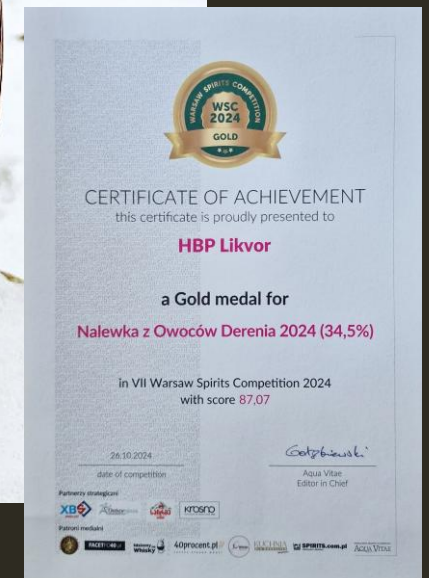 WARSAW SPIRITS COMPETITION
WSC
2024
GOLD
CERTIFICATE OF ACHIEVEMENT
this certificate is proudly presented to
HBP Likvor
a Gold medal for
Nalewka z Owoców Derenia 2024 (34,5%)
in VII Warsaw Spirits Competition 2024
with score 87,07
26.10.2024
date of competition
Aqua Vitae
Editor in Chief
Partnerzy strategiczni
XBS
krosno
Patroni medialni
40procent.pl
KUCHNIA
SPIRITS.com.pl
AQUA VITAE